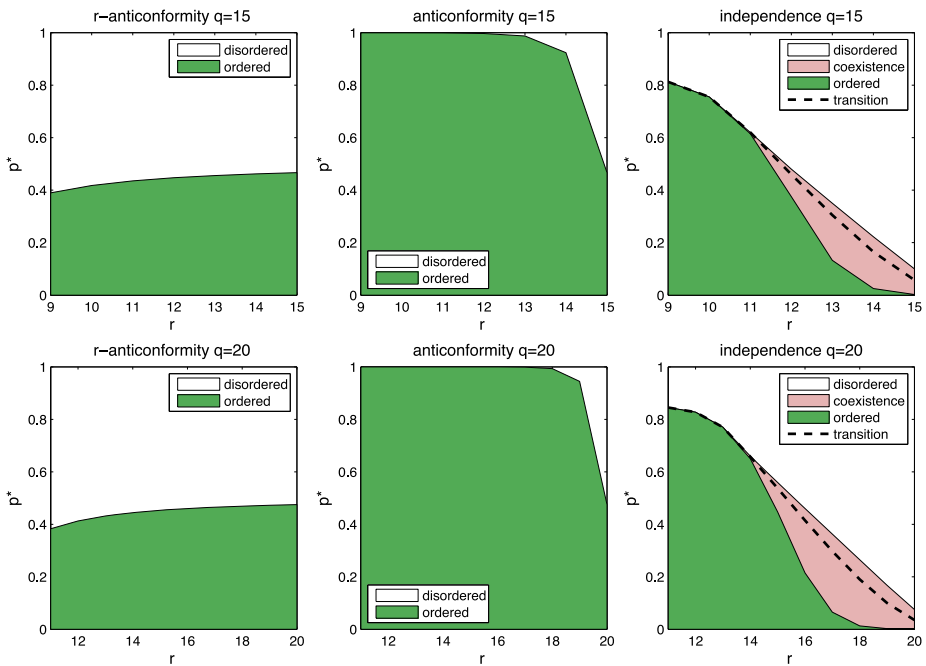 r−anticonformity q=15
1
0.8
0.6
0.4
0.2
0
p*
9 10 11 12 13 14 15
r
disordered
ordered
anticonformity q=15
1
0.8
0.6
0.4
0.2
0
p*
9 10 11 12 13 14 15
r
disordered
ordered
independence q=15
1
0.8
0.6
0.4
0.2
0
p*
9 10 11 12 13 14 15
r
disordered
coexistence
ordered
transition
r−anticonformity q=20
1
0.8
0.6
0.4
0.2
0
p*
12 14 16 18 20
r
disordered
ordered
anticonformity q=20
1
0.8
0.6
0.4
0.2
0
p*
12 14 16 18 20
r
disordered
ordered
independence q=20
1
0.8
0.6
0.4
0.2
0
p*
12 14 16 18 20
r
disordered
coexistence
ordered
transition